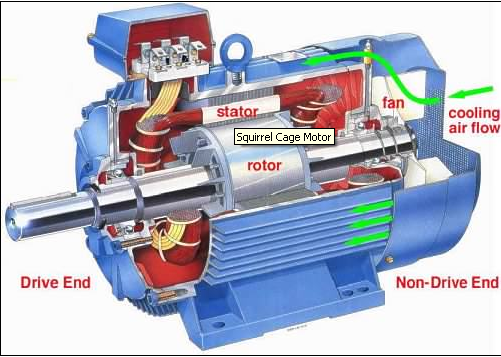 stator
fan
cooling
air flow
Squirrel Cage Motor
rotor
Drive End
Non-Drive End